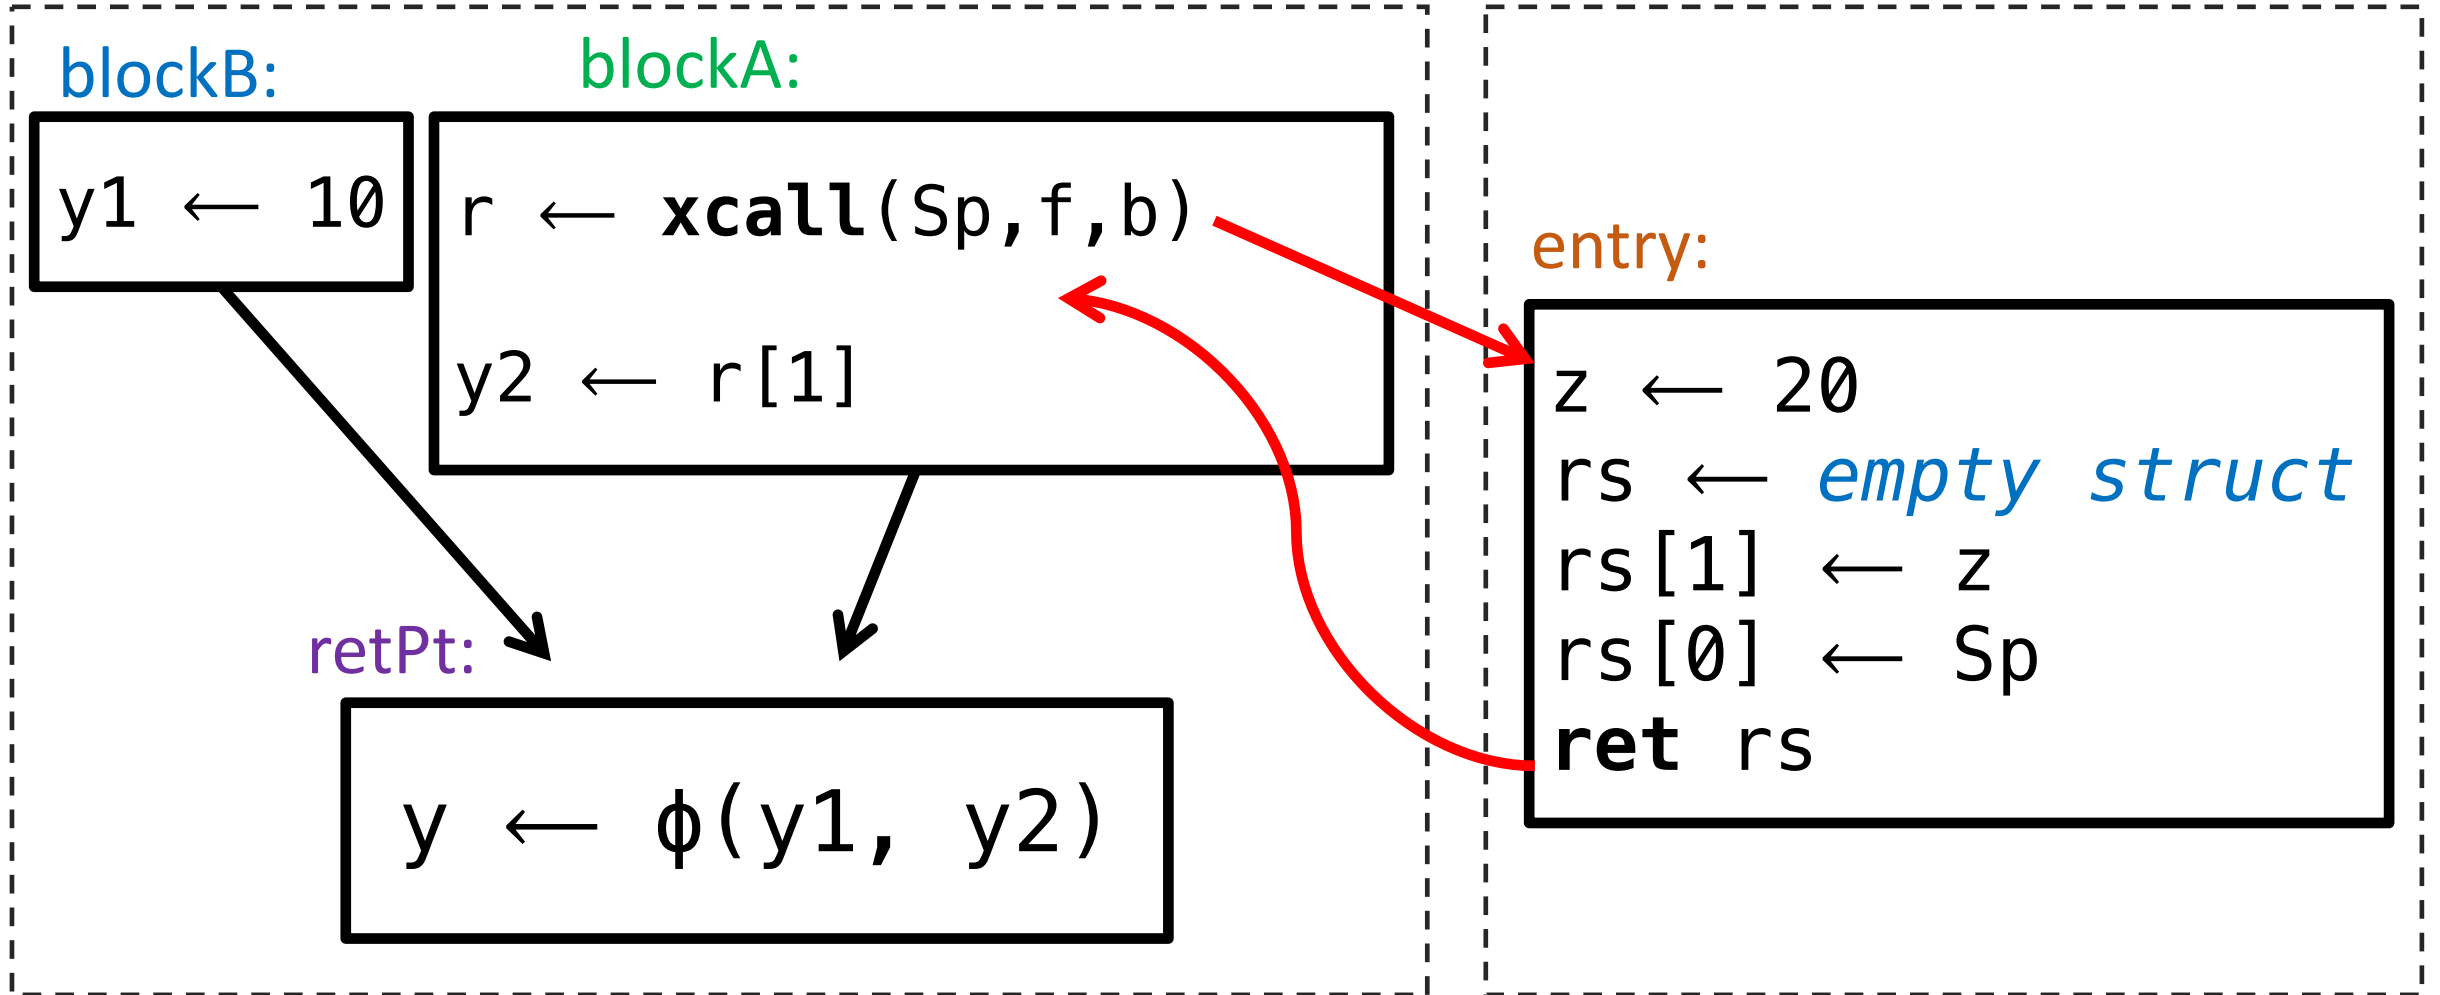 blockB:
y1 ← 10
blockA:
r ← xcall(Sp,f,b)
y2 ← r[1]
retPt:
y ← ϕ(y1, y2)
entry:
z ← 20
rs ← empty struct
rs[1] ← z
rs[0] ← Sp
ret rs